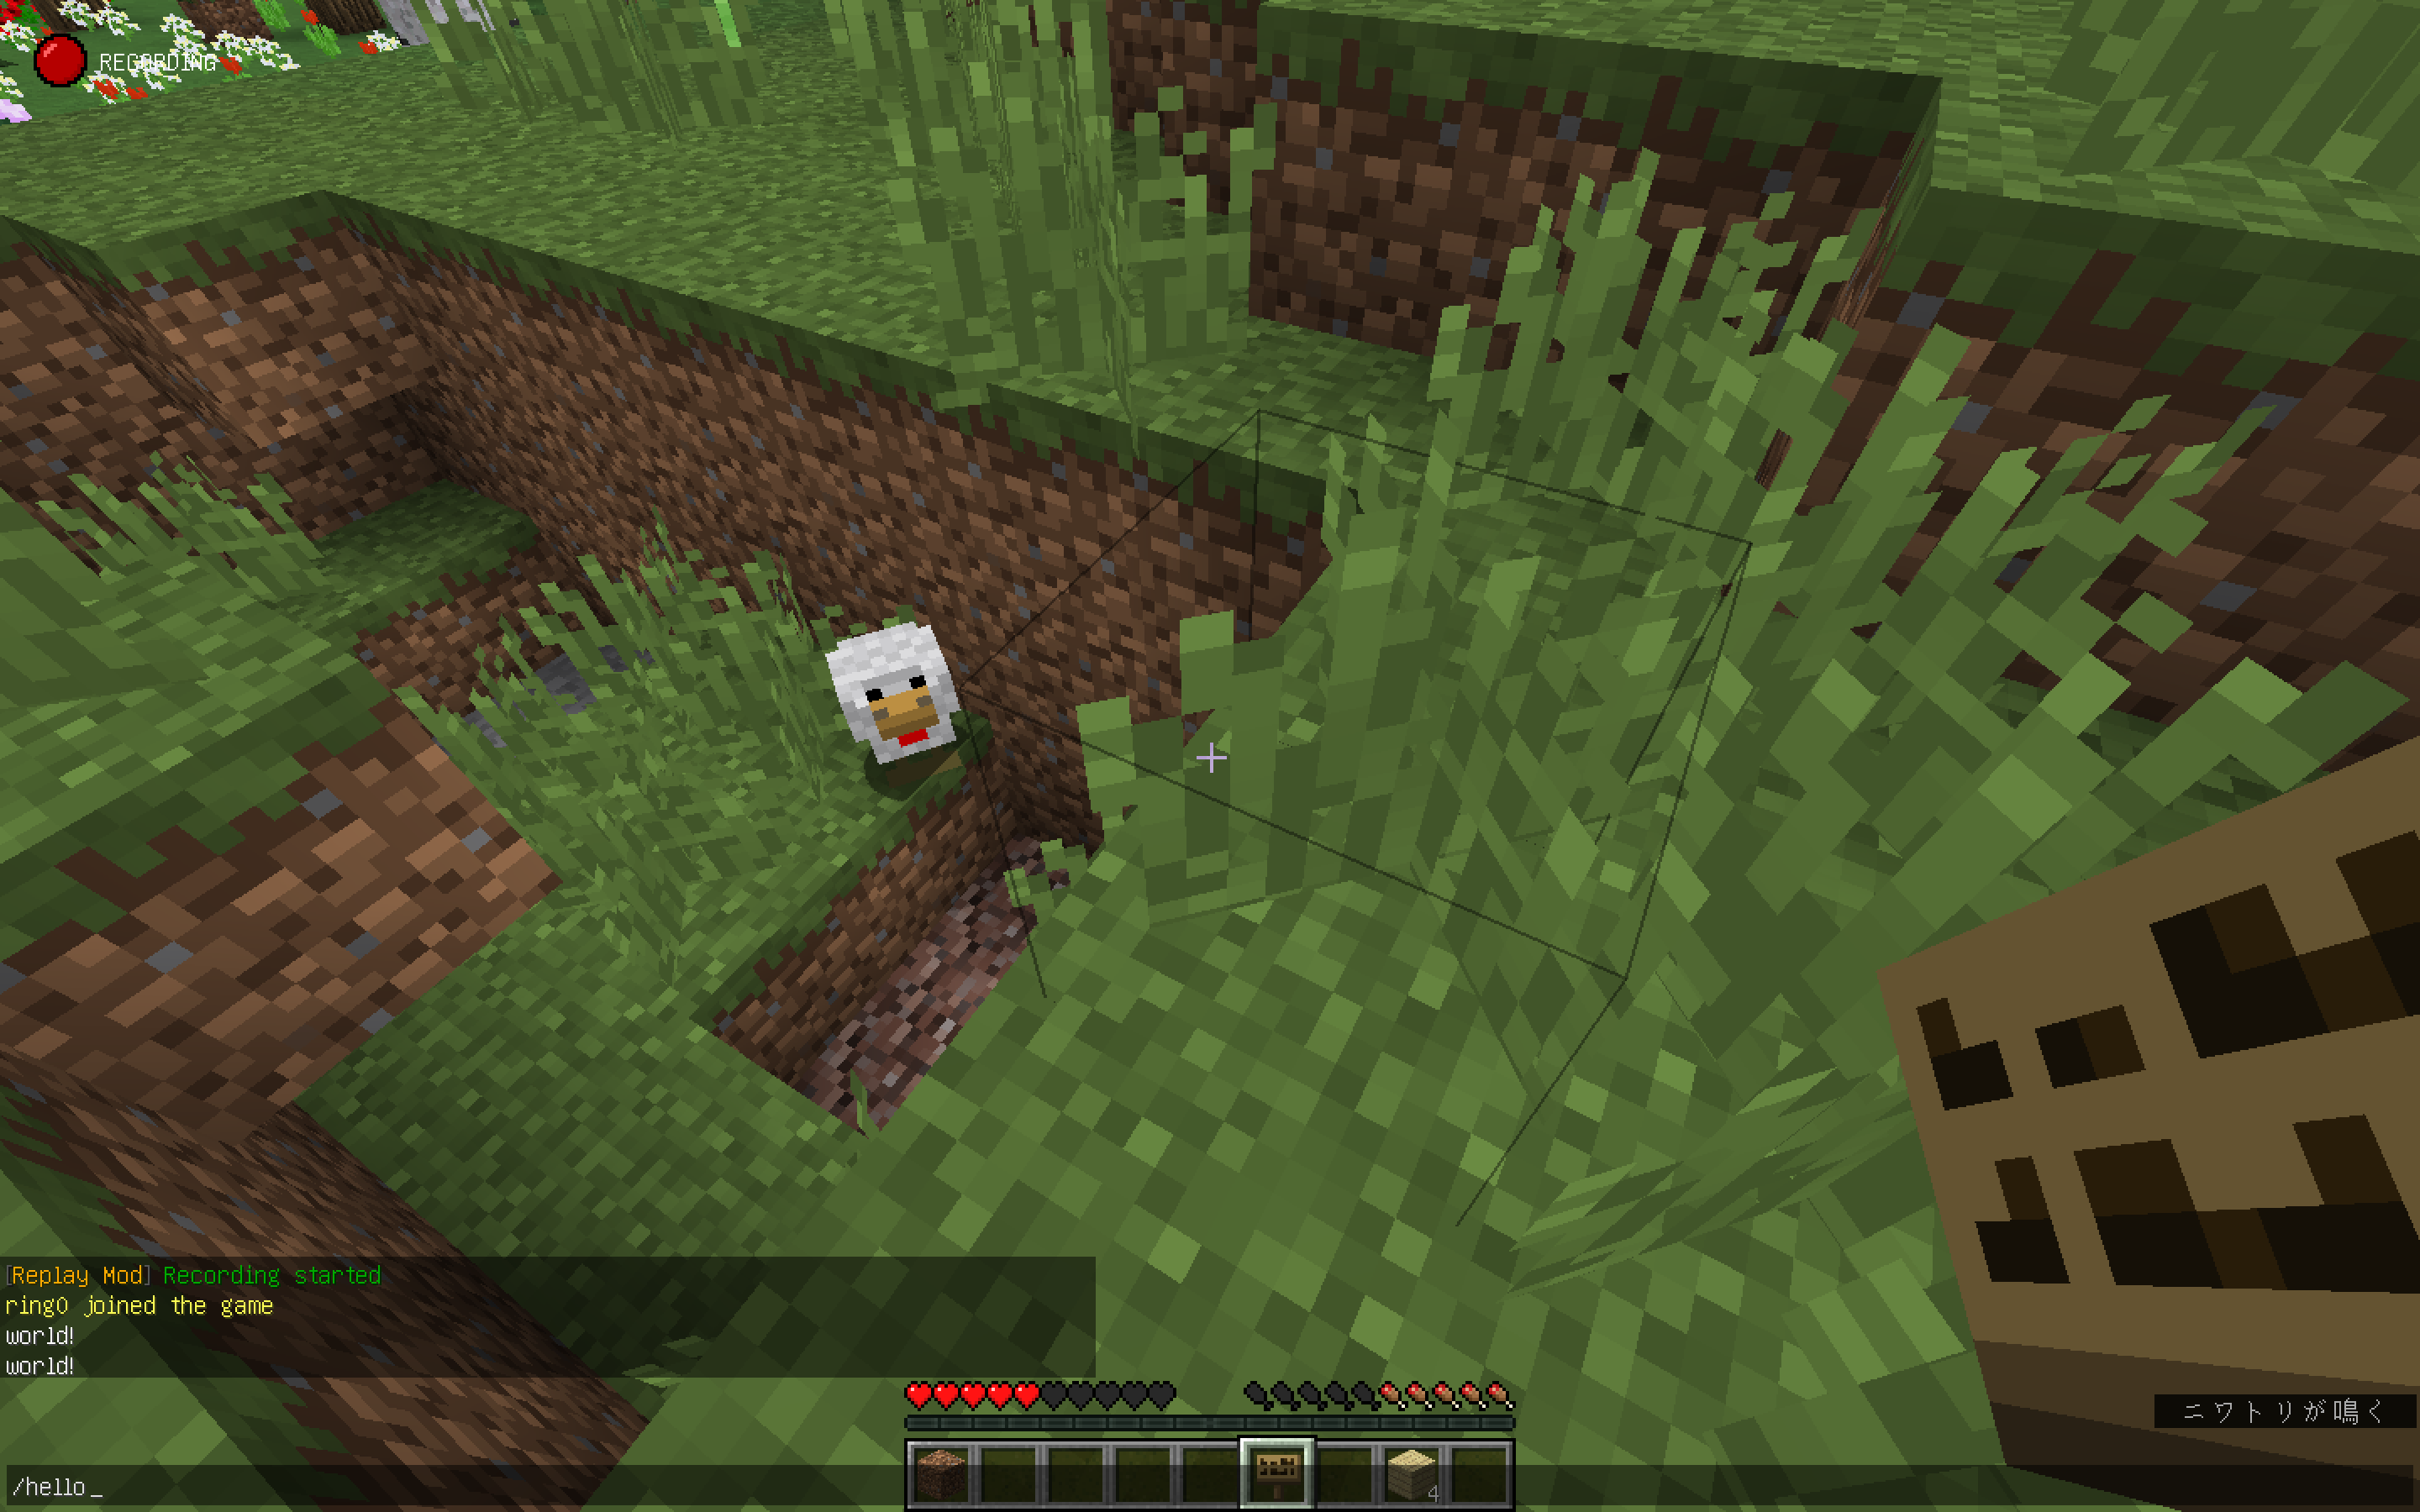 RECORDING
[Replay Mod] Recording started
ring0 joined the game
world!
world!
ニワトリが鳴く
4
/hello_